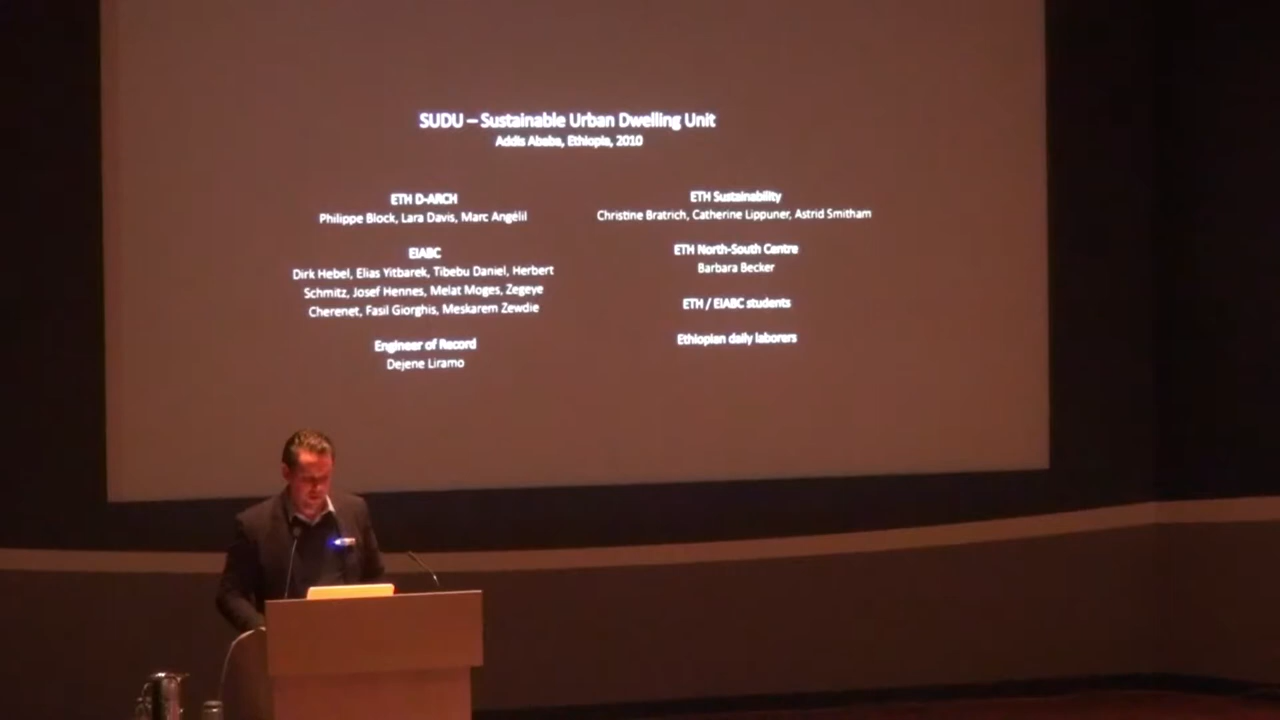 SUDU – Sustainable Urban Dwelling Unit
Addis Ababa, Ethiopia, 2010
ETH D-ARCH
Philippe Block, Lara Davis, Marc Angélil
EIABC
Dirk Hebel, Elias Yitbarek, Tibebu Daniel, Herbert
Schmitz, Josef Hennes, Melat Moges, Zegeye
Cherenet, Fasil Giorghis, Meskarem Zewdie
Engineer of Record
Dejene Liramo
ETH Sustainability
Christine Bratrich, Catherine Lippuner, Astrid Smitham
ETH North-South Centre
Barbara Becker
ETH / EIABC students
Ethiopian daily laborers